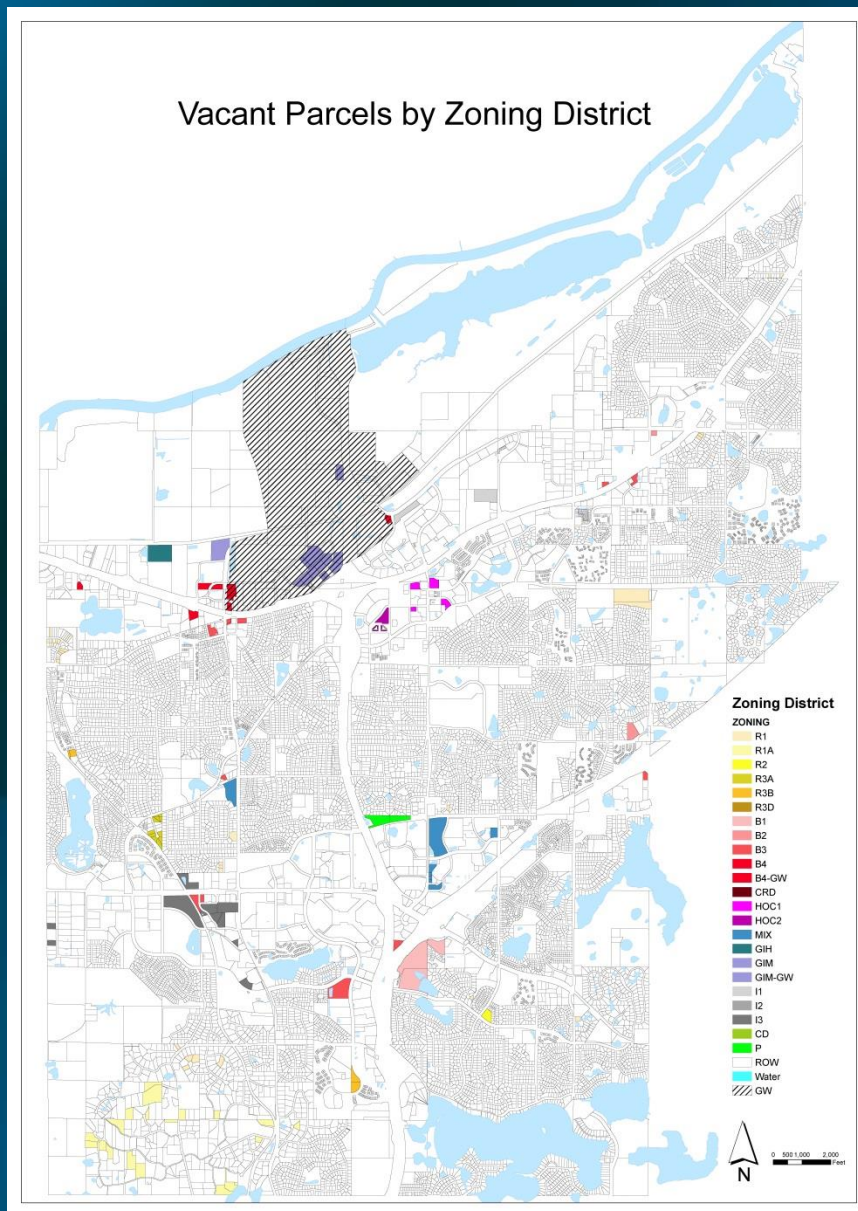 Vacant Parcels by Zoning District
Zoning District
ZONING
R1
R1A
R2
R3A
R3B
R3D
B1
B2
B3
B4
B4-GW
CRD
HOC1
HOC2
MIX
GIH
GIM
GIM-GW
I1
I2
I3
CD
P
ROW
Water
GW
N
0 500 1,000 2,000
Feet